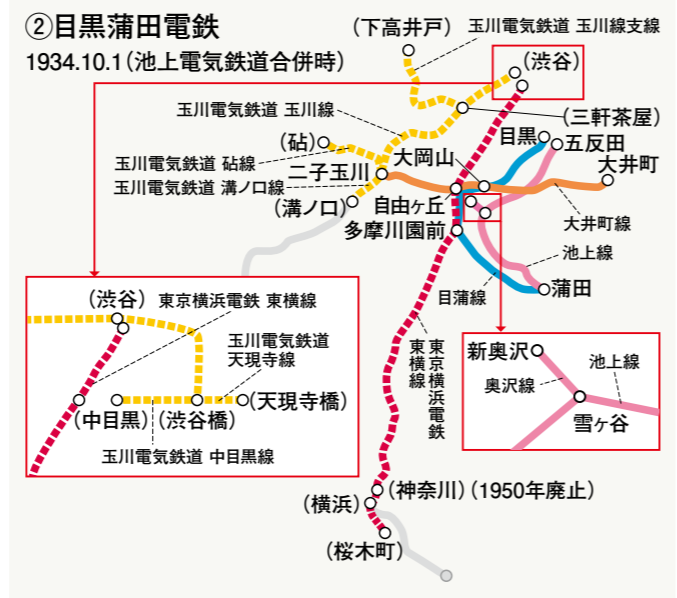 ②目黒蒲田電鉄
1934.10.1(池上電気鉄道合併時)
(下高井戸)
玉川電気鉄道 玉川線支線
(渋谷)
玉川電気鉄道 玉川線
(三軒茶屋)
目黒
五反田
(砧)
大岡山
大井町
玉川電気鉄道 砧線
二子玉川
玉川電気鉄道 溝ノ口線
(溝ノ口)
自由ヶ丘
大井町線
多摩川園前
池上線
目蒲線
蒲田
(渋谷)
東京横浜電鉄 東横線
玉川電気鉄道
天現寺線
(中目黒)
(渋谷橋)
(天現寺橋)
玉川電気鉄道 中目黒線
東京横浜電鉄
東横線
新奥沢
池上線
奥沢線
雪ヶ谷
(神奈川)(1950年廃止)
(横浜)
(桜木町)